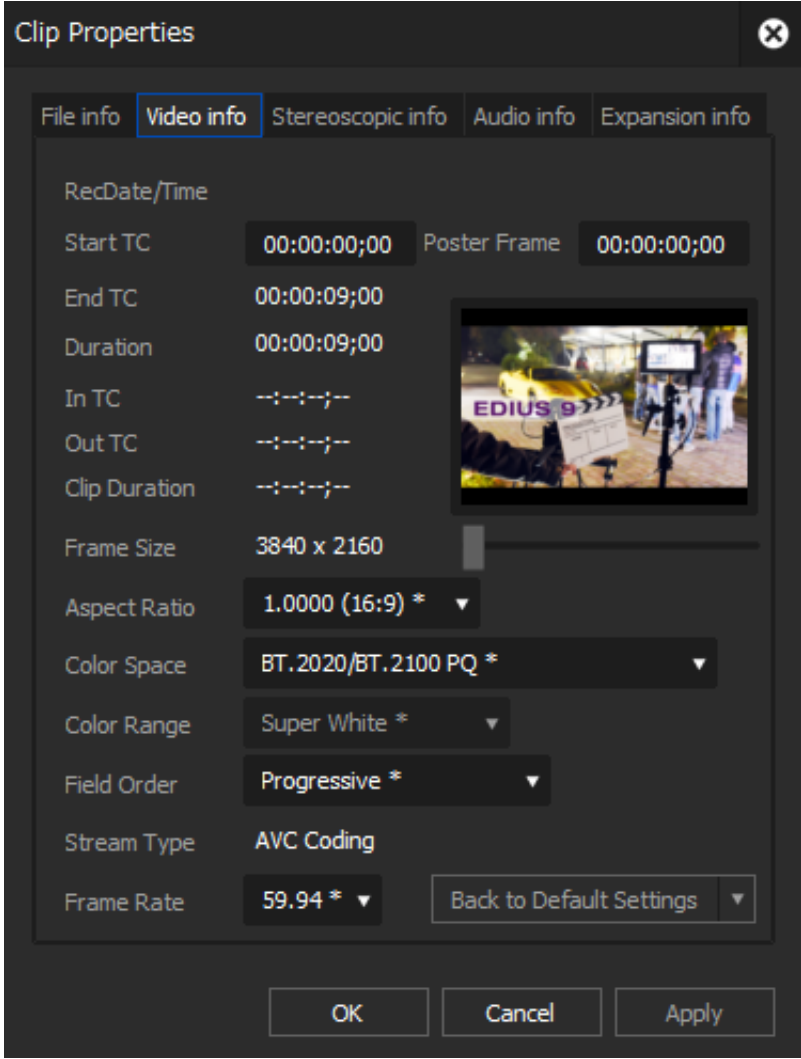 Clip Properties
File info Video info Stereoscopic info Audio info Expansion info
RecDate/Time
Start TC 00:00:00;00 Poster Frame 00:00:00;00
End TC 00:00:09;00
Duration 00:00:09;00
In TC --:--:--;--
Out TC --:--:--;--
Clip Duration --:--:--;--
EDIUS 9
Frame Size 3840 x 2160
Aspect Ratio 1.0000 (16:9) *
Color Space BT.2020/BT.2100 PQ *
Color Range Super White *
Field Order Progressive *
Stream Type AVC Coding
Frame Rate 59.94 * Back to Default Settings
OK Cancel Apply